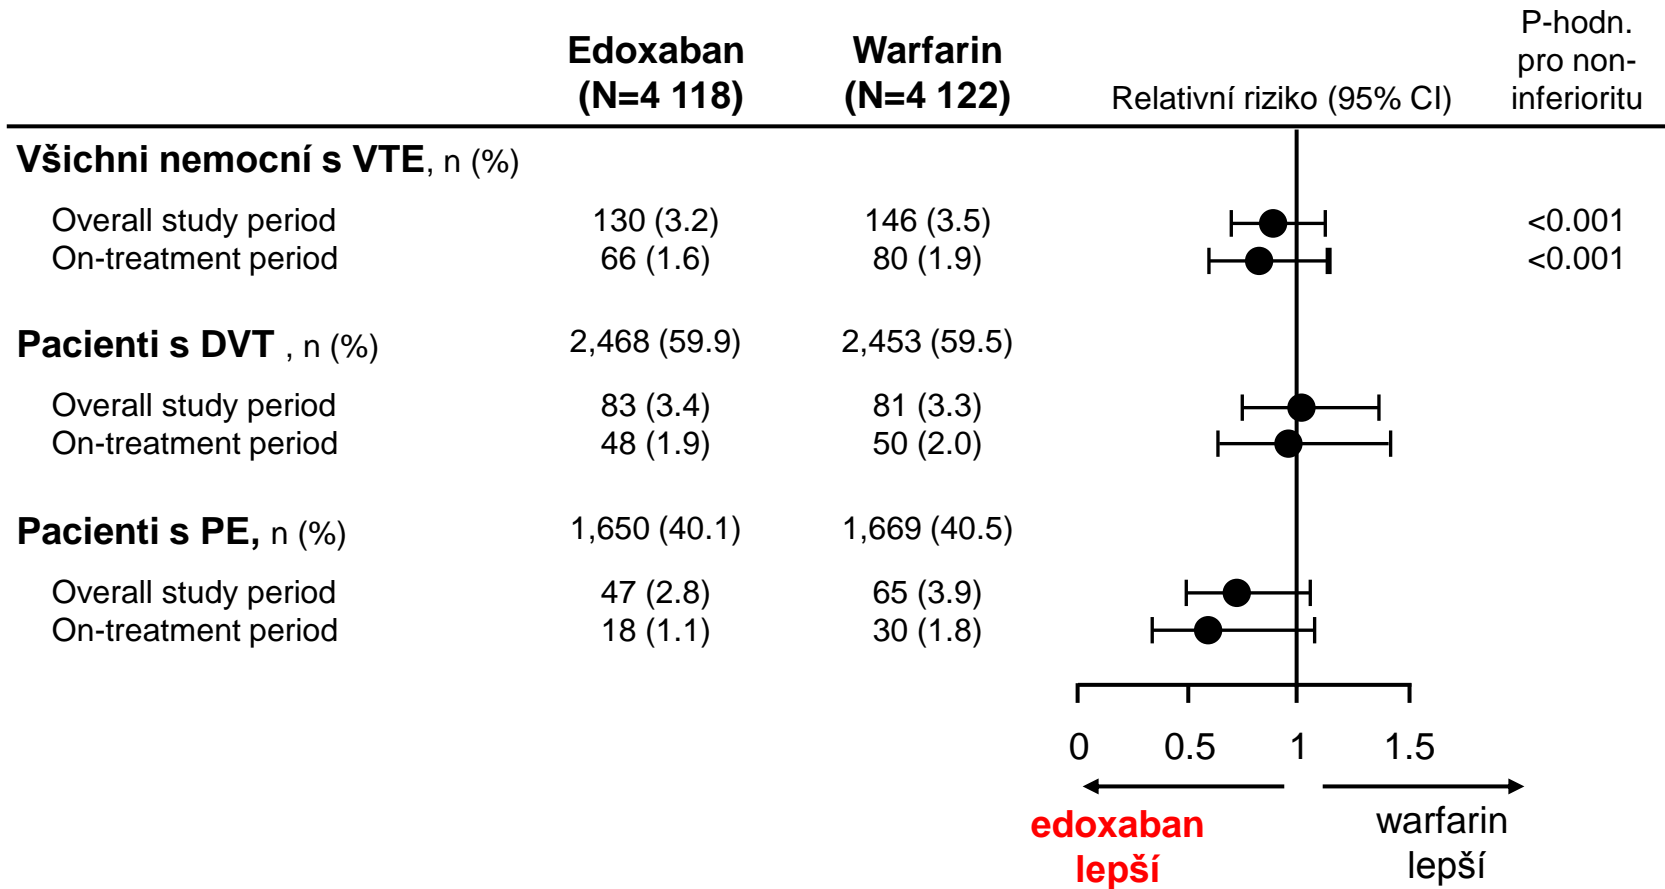 Edoxaban
(N=4 118)
Warfarin
(N=4 122)
Relativní riziko (95% CI)
P-hodn.
pro non-
inferioritu
Všichni nemocní s VTE, n (%)
Overall study period 130 (3.2) 146 (3.5) <0.001
On-treatment period 66 (1.6) 80 (1.9) <0.001
Pacienti s DVT , n (%) 2,468 (59.9) 2,453 (59.5)
Overall study period 83 (3.4) 81 (3.3)
On-treatment period 48 (1.9) 50 (2.0)
Pacienti s PE, n (%) 1,650 (40.1) 1,669 (40.5)
Overall study period 47 (2.8) 65 (3.9)
On-treatment period 18 (1.1) 30 (1.8)
0 0.5 1 1.5
edoxaban
lepší
warfarin
lepší